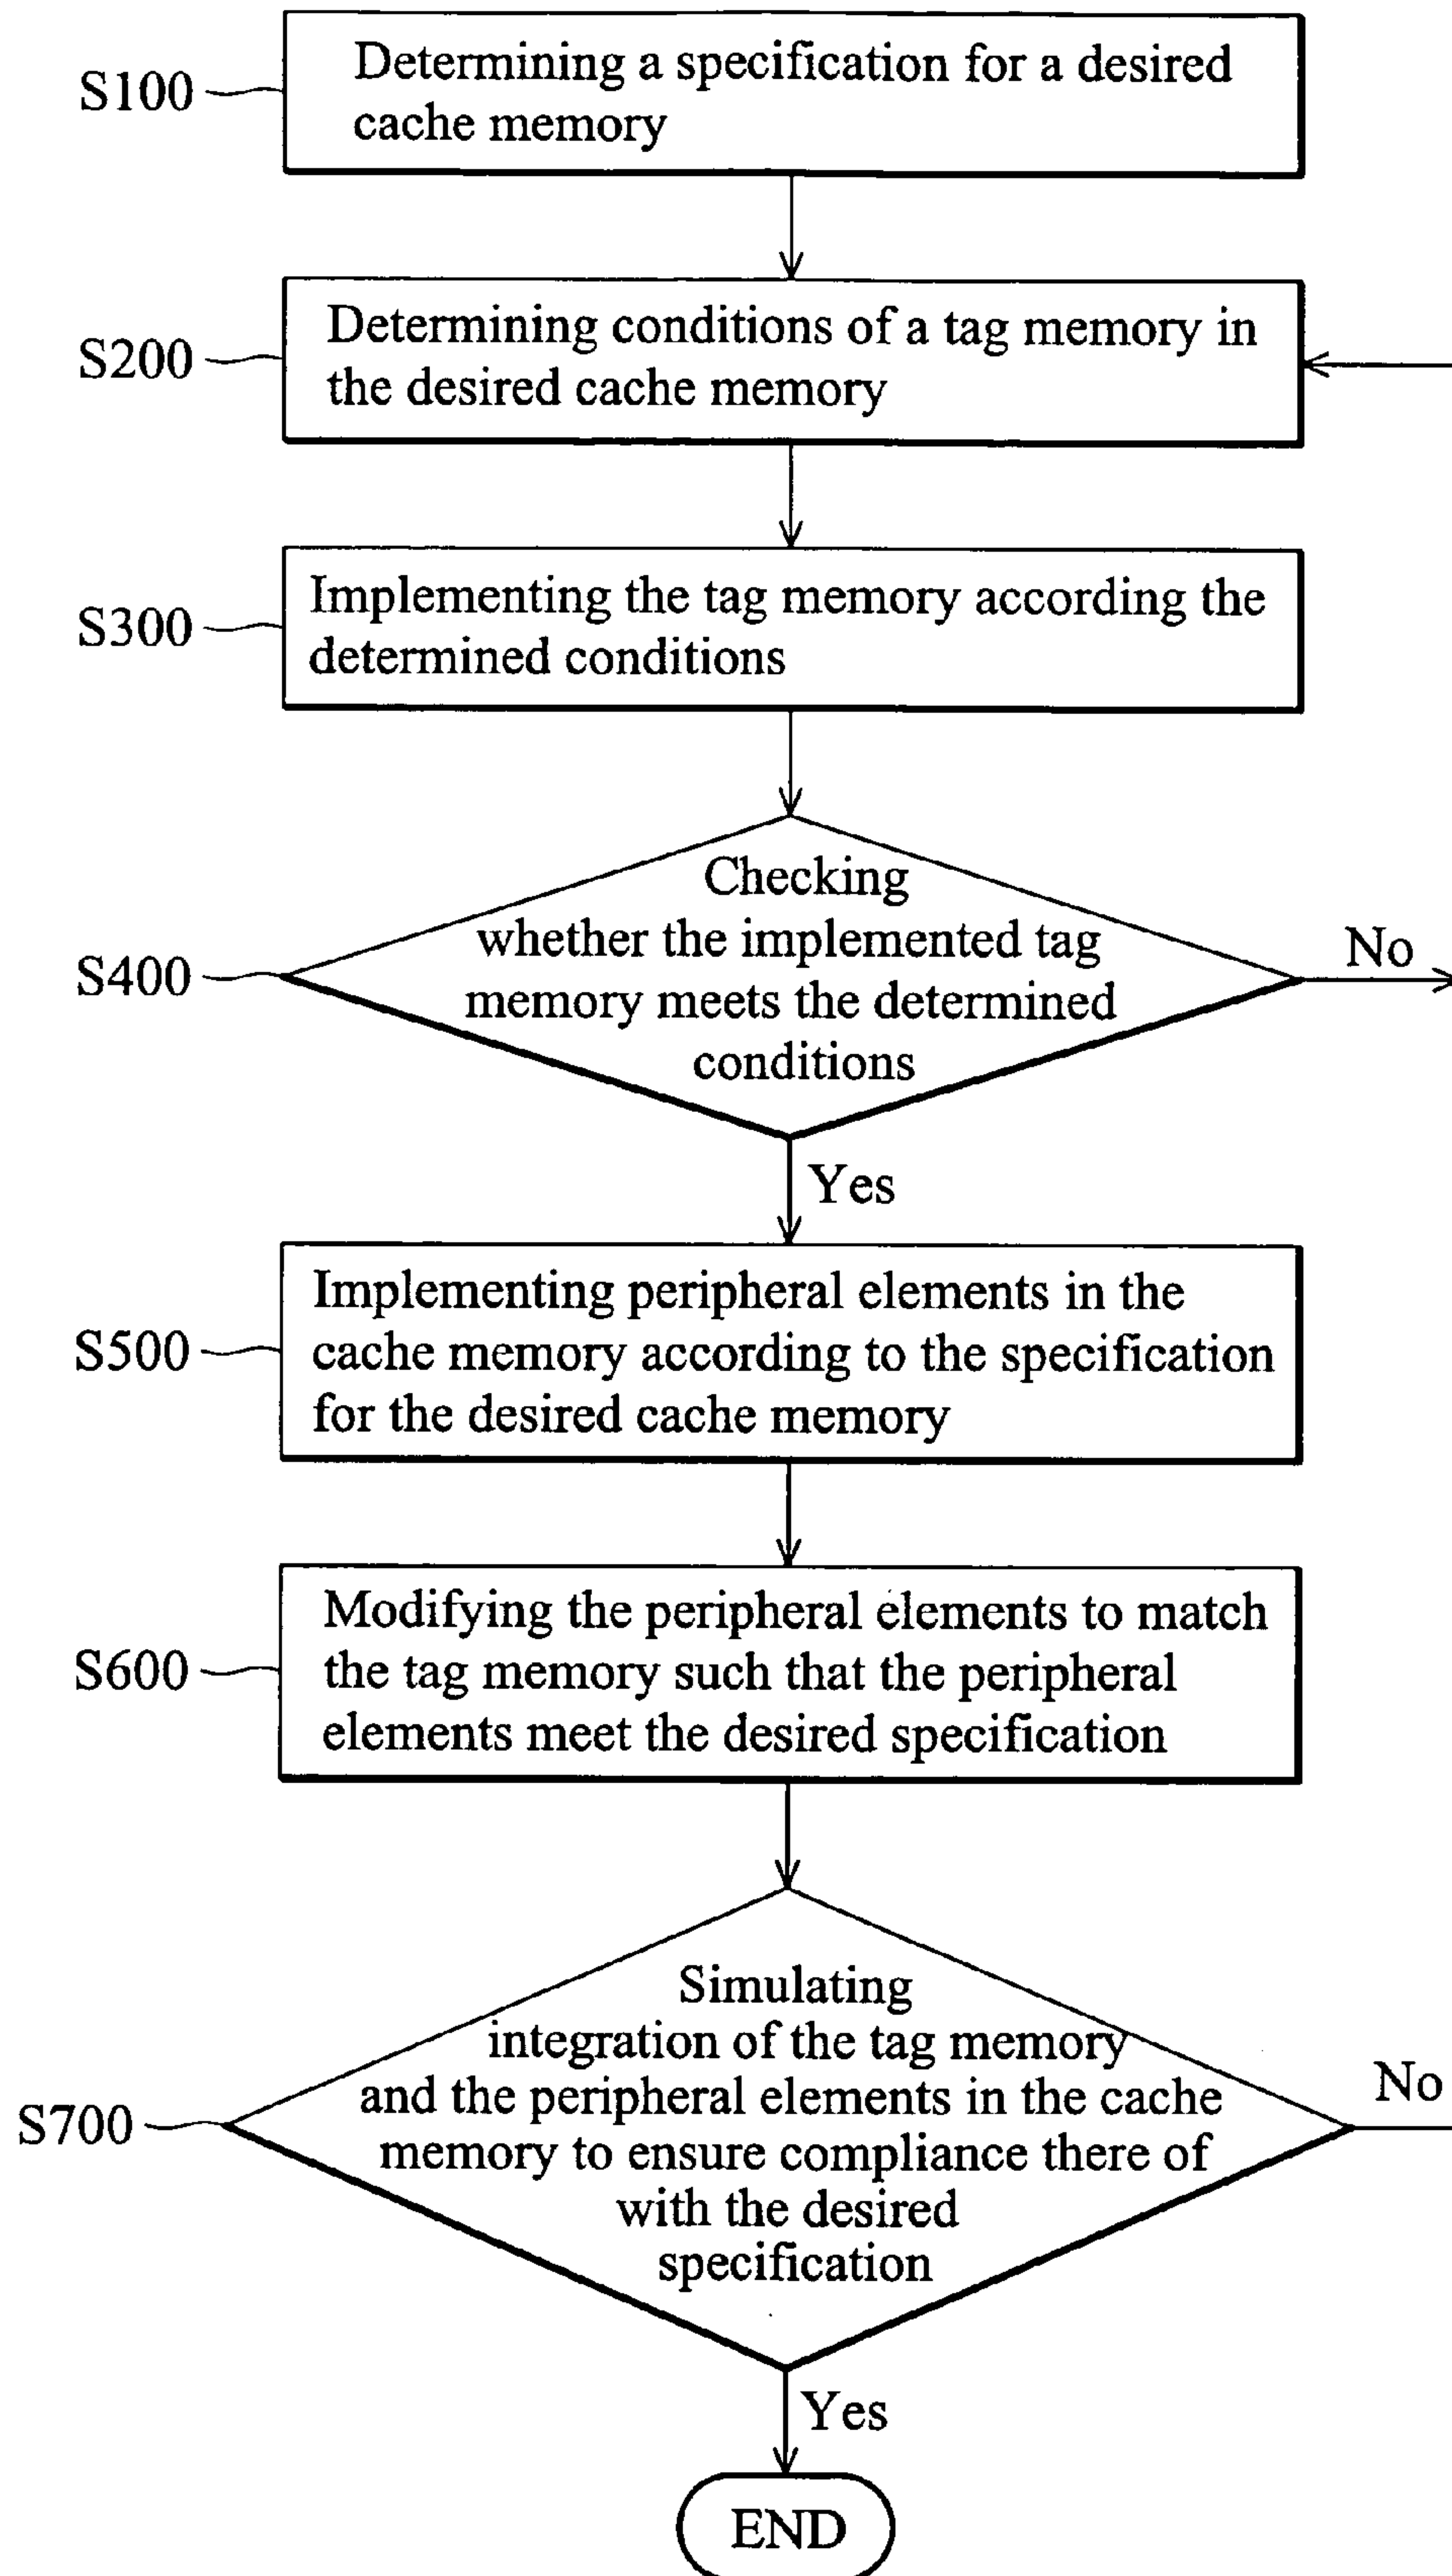 S100
Determining a specification for a desired
cache memory
S200
Determining conditions of a tag memory in
the desired cache memory
S300
Implementing the tag memory according the
determined conditions
S400
Checking
whether the implemented tag
memory meets the determined
conditions
No
Yes
S500
Implementing peripheral elements in the
cache memory according to the specification
for the desired cache memory
S600
Modifying the peripheral elements to match
the tag memory such that the peripheral
elements meet the desired specification
S700
Simulating
integration of the tag memory
and the peripheral elements in the cache
memory to ensure compliance there of
with the desired
specification
No
Yes
END